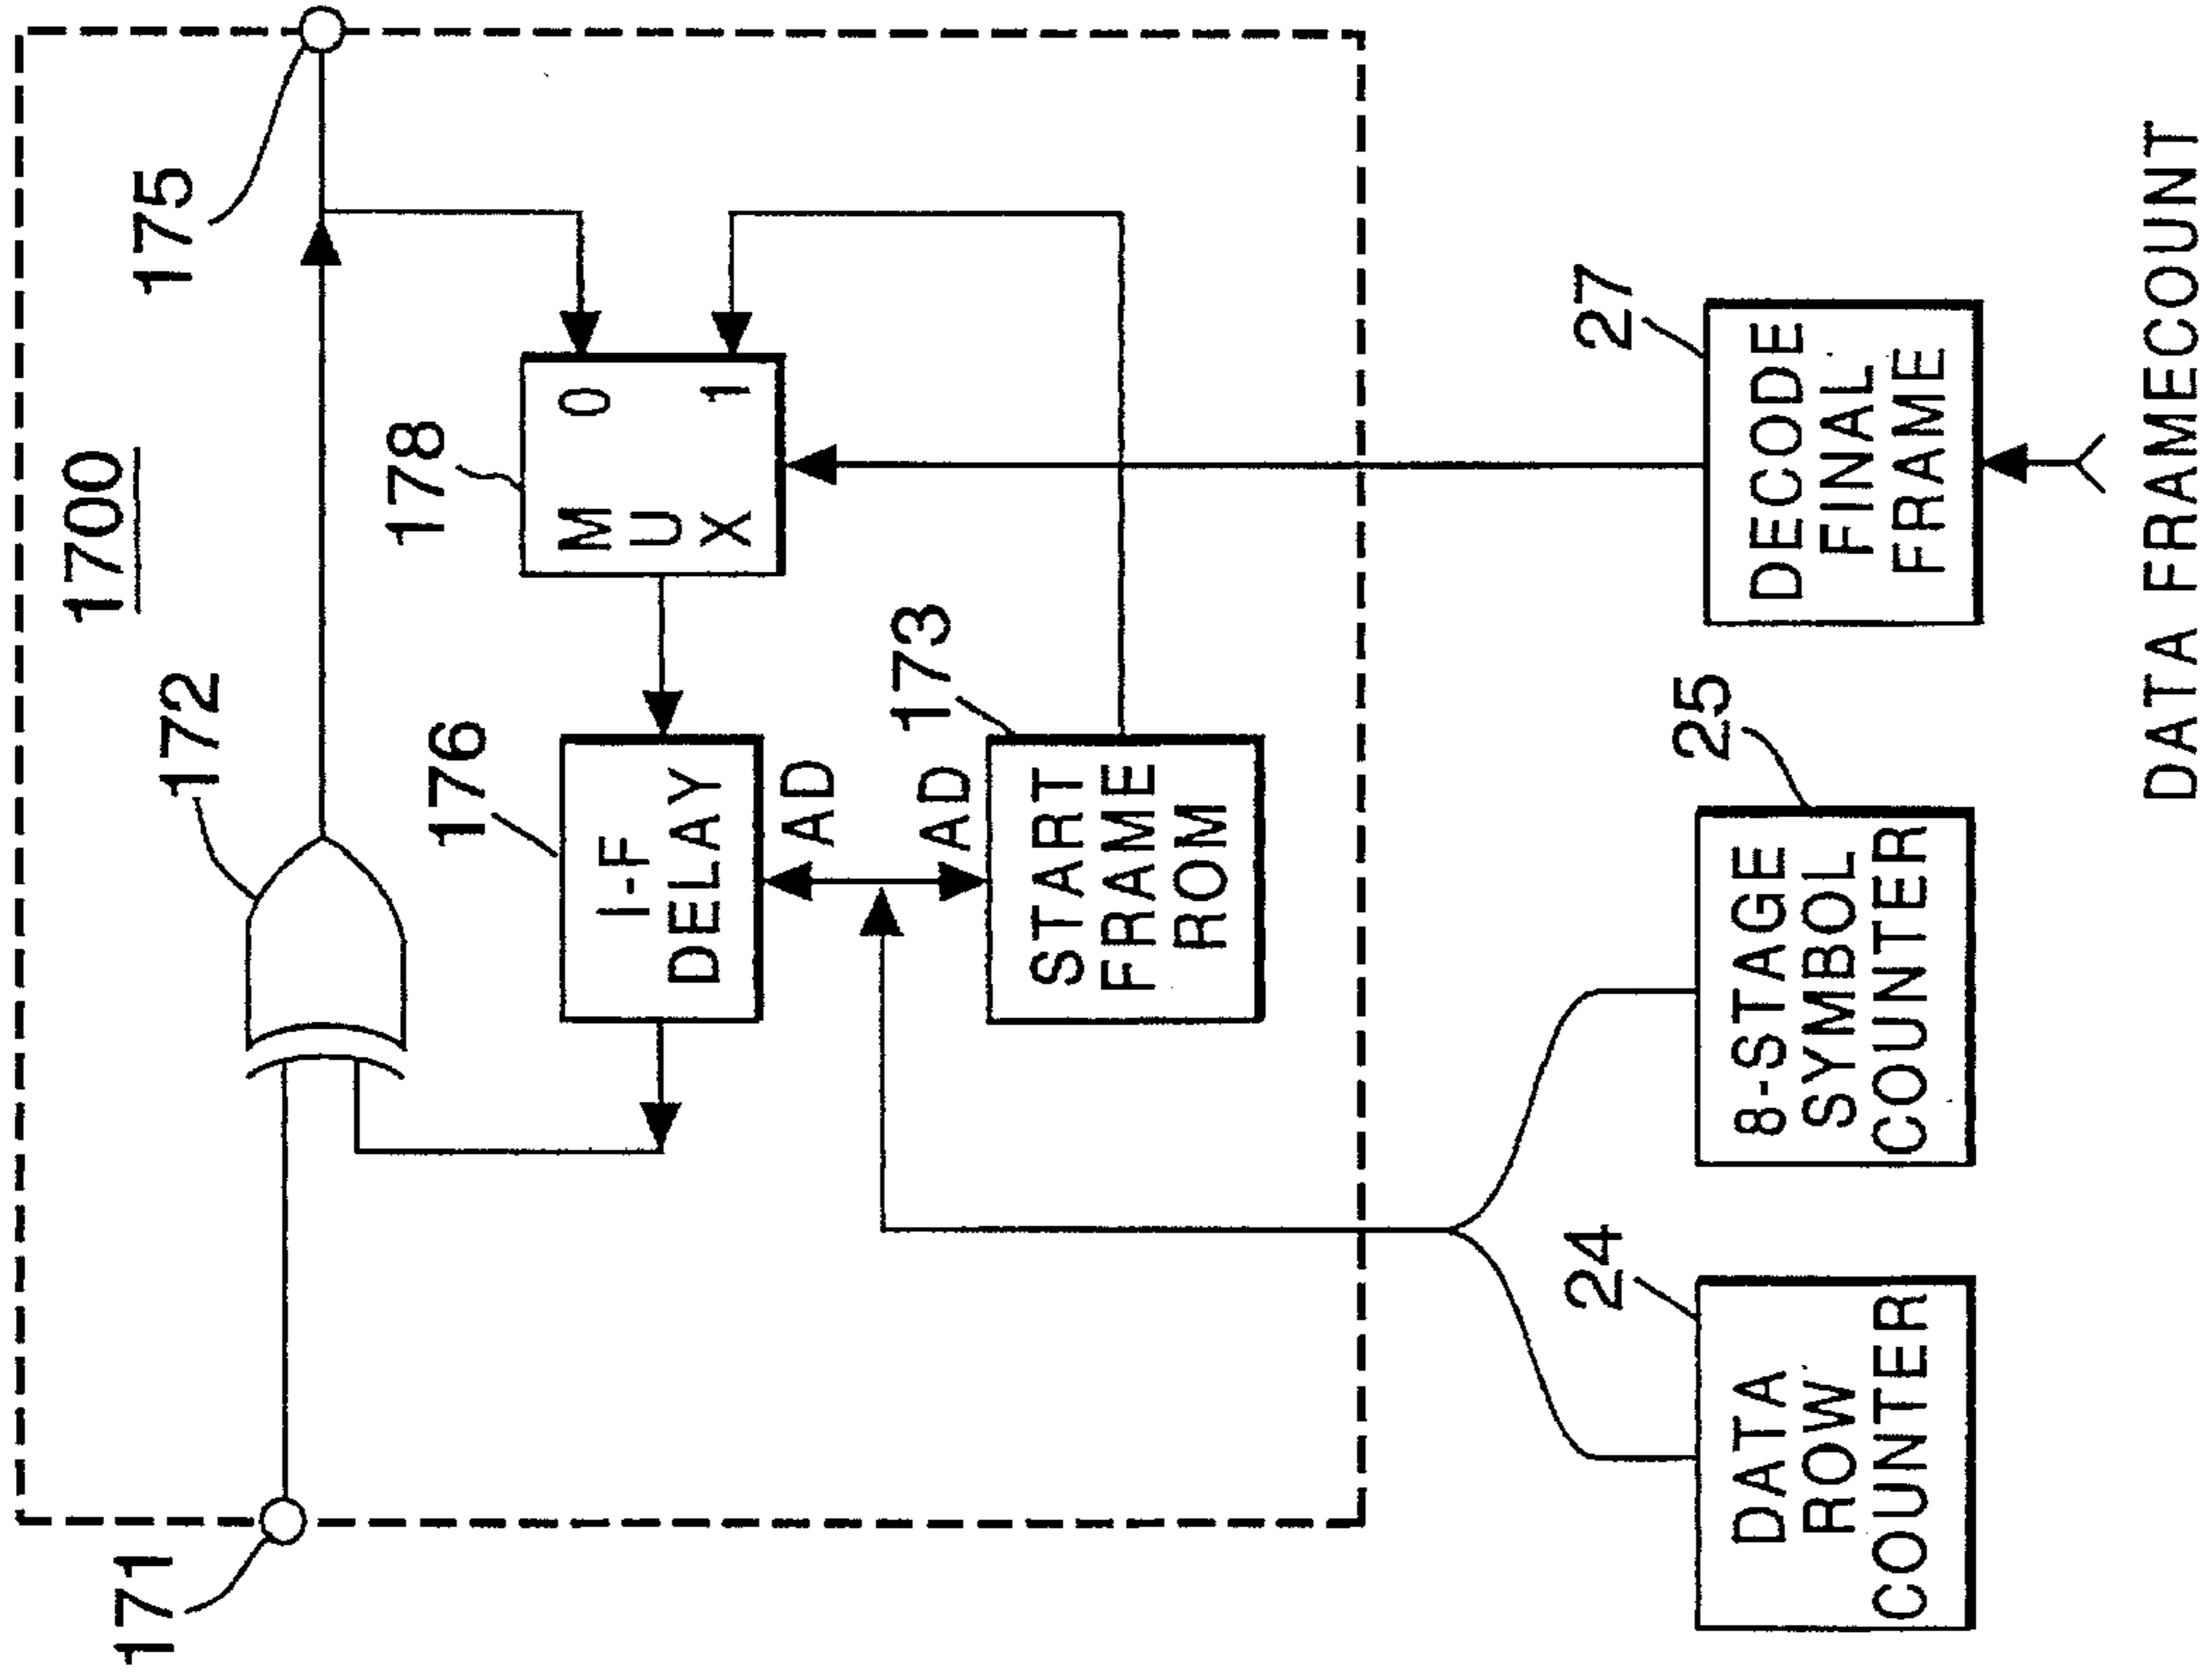 1700
171
172
175
176
I-F
DELAY
178
MUX
0
1
AD
AD
173
START
FRAME
ROM
24
DATA
ROW
COUNTER
25
8-STAGE
SYMBOL
COUNTER
27
DECODE
FINAL
FRAME
DATA FRAMECOUNT